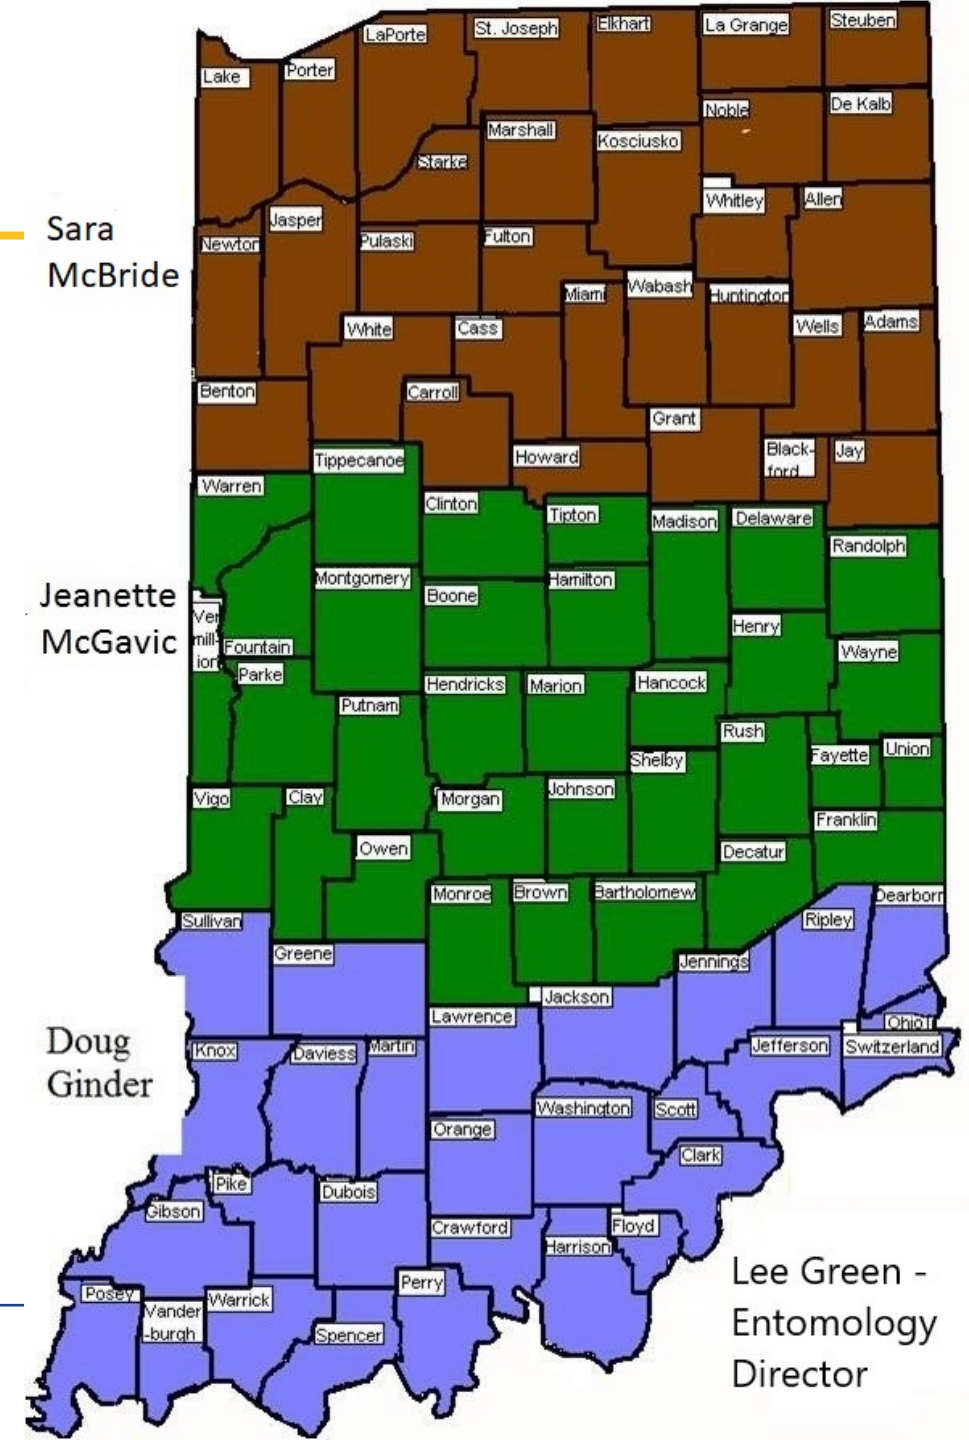 LaPorte
St. Joseph
Elkhart
La Grange
Steuben
Lake
Porter
Noble
De Kalb
Marshall
Kosciusko
Starke
Whitley
Allen
Jasper
Newton
Pulaski
Fulton
Sara
McBride
Miami
Wabash
Huntington
White
Cass
Wells
Adams
Benton
Carroll
Grant
Howard
Black-
ford
Jay
Tippecanoe
Warren
Clinton
Tipton
Madison
Delaware
Randolph
Montgomery
Boone
Hamilton
Jeanette
McGavic
Ver
mill-
ion
Fountain
Henry
Wayne
Parke
Hendricks
Marion
Hancock
Putnam
Rush
Fayette
Union
Shelby
Vigo
Clay
Morgan
Johnson
Franklin
Owen
Decatur
Monroe
Brown
Bartholomew
Dearborn
Sullivan
Ripley
Greene
Jennings
Jackson
Lawrence
Ohio
Doug
Ginder
Knox
Daviess
Martin
Jefferson
Switzerland
Washington
Scott
Orange
Clark
Pike
Dubois
Gibson
Crawford
Floyd
Harrison
Perry
Posey
Vander
-burgh
Warrick
Spencer
Lee Green -
Entomology
Director